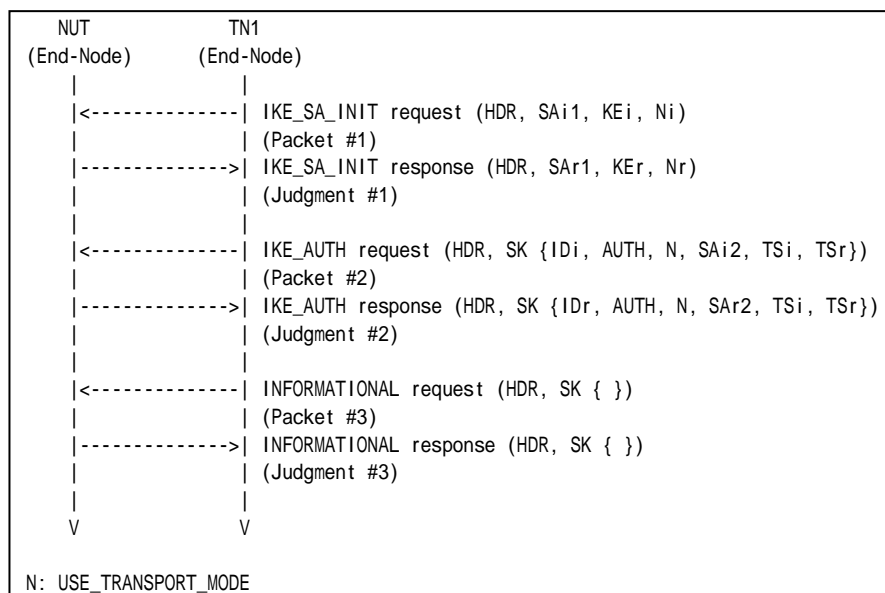 NUT TN1
(End-Node) (End-Node)
| |
|<--------------| IKE_SA_INIT request (HDR, SAi1, KEi, Ni)
| | (Packet #1)
|-------------->| IKE_SA_INIT response (HDR, SAr1, KEr, Nr)
| | (Judgment #1)
| |
|<--------------| IKE_AUTH request (HDR, SK {IDi, AUTH, N, SAi2, TSi, TSr})
| | (Packet #2)
|-------------->| IKE_AUTH response (HDR, SK {IDr, AUTH, N, SAr2, TSi, TSr})
| | (Judgment #2)
| |
|<--------------| INFORMATIONAL request (HDR, SK { })
| | (Packet #3)
|-------------->| INFORMATIONAL response (HDR, SK { })
| | (Judgment #3)
| |
V V
N: USE_TRANSPORT_MODE